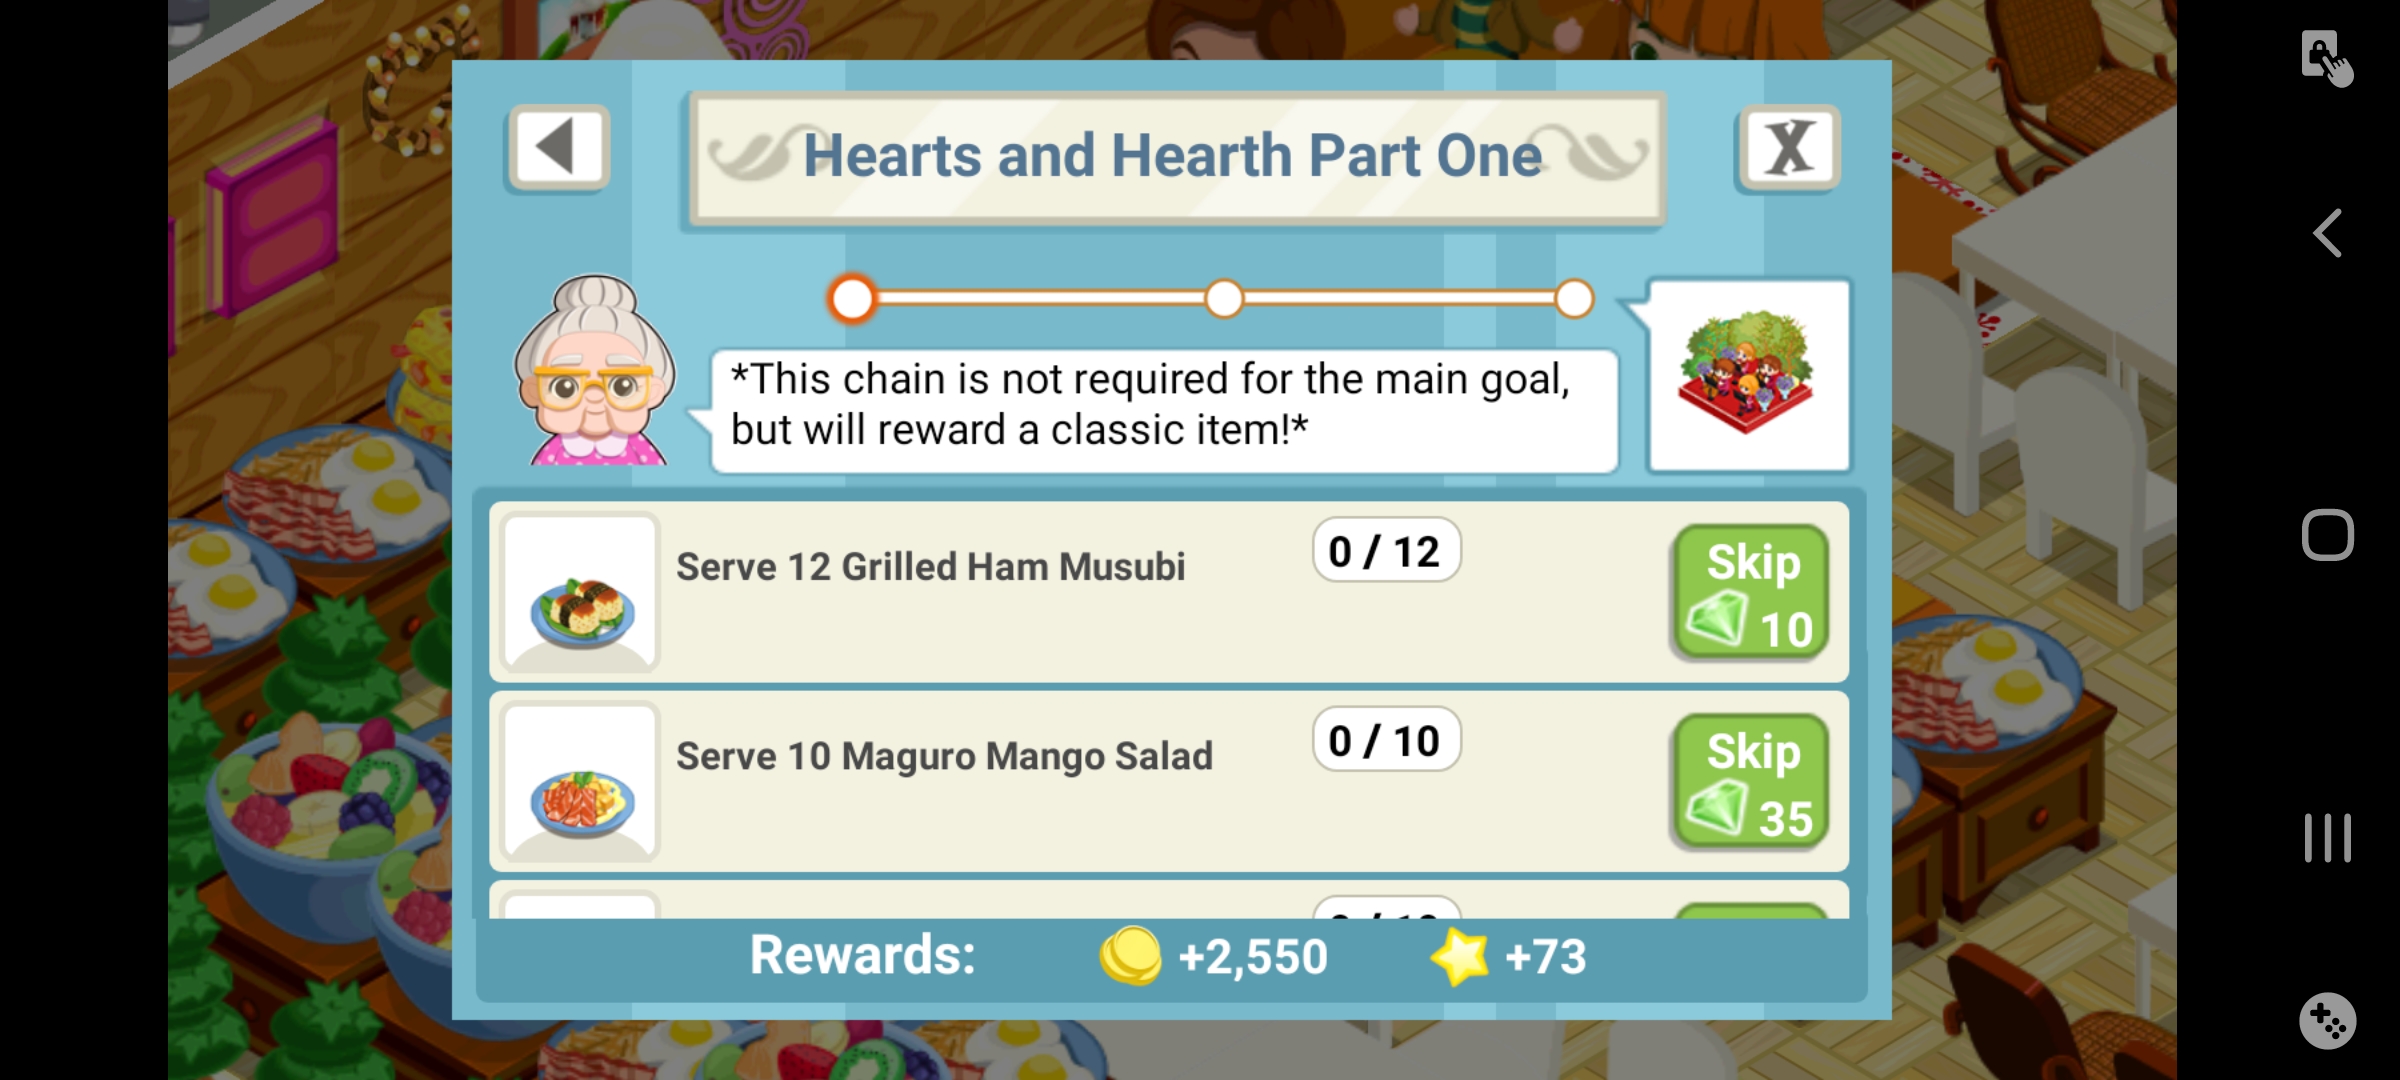 Hearts and Hearth Part One
X
*This chain is not required for the main goal,
but will reward a classic item!*
Serve 12 Grilled Ham Musubi
0 / 12
Skip
10
Serve 10 Maguro Mango Salad
0 / 10
Skip
35
Rewards: +2,550 +73